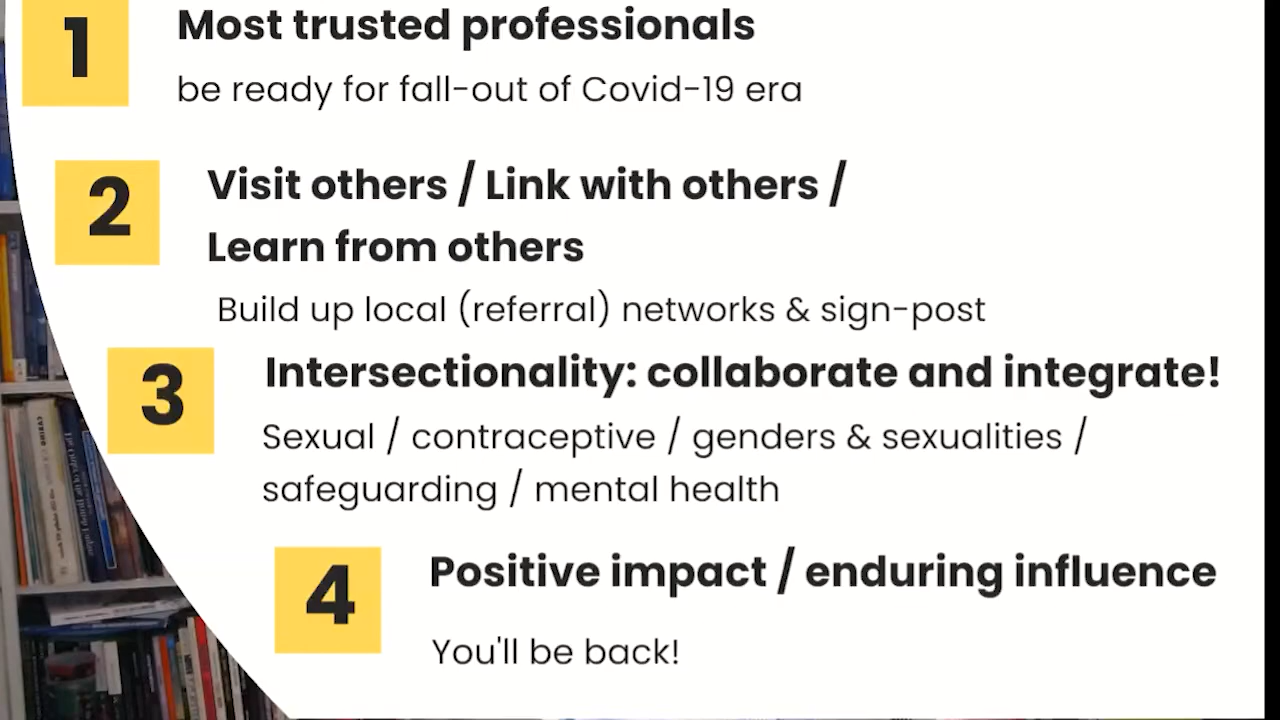 1
Most trusted professionals
be ready for fall-out of Covid-19 era
2
Visit others / Link with others /
Learn from others
Build up local (referral) networks & sign-post
3
Intersectionality: collaborate and integrate!
Sexual / contraceptive / genders & sexualities /
safeguarding / mental health
4
Positive impact / enduring influence
You'll be back!